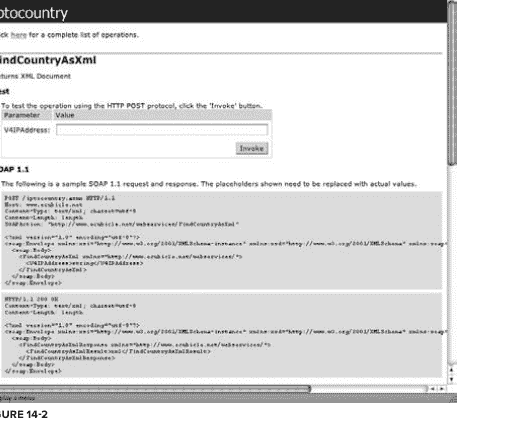 ptocountry
ck here for a complete list of operations.
indCountryAsXml
turns XML Document
est
To test the operation using the HTTP POST protocol, click the 'Invoke' button.
Parameter Value
V4IPAddress:
Invoke
OAP 1.1
The following is a sample SOAP 1.1 request and response. The placeholders shown need to be replaced with actual values.
POST /iptocountry.asmx HTTP/1.1
Host: www.ecubicle.net
Content-Type: text/xml; charset=utf-8
Content-Length: length
SOAPAction: "http://www.ecubicle.net/webservices/FindCountryAsXml"
<?xml version="1.0" encoding="utf-8"?>
<soap:Envelope xmlns:xsi="http://www.w3.org/2001/XMLSchema-instance" xmlns:xsd="http://www.w3.org/2001/XMLSchema" xmlns:soap
<soap:Body>
<FindCountryAsXml xmlns="http://www.ecubicle.net/webservices/">
<V4IPAddress>string</V4IPAddress>
</FindCountryAsXml>
</soap:Body>
</soap:Envelope>
HTTP/1.1 200 OK
Content-Type: text/xml; charset=utf-8
Content-Length: length
<?xml version="1.0" encoding="utf-8"?>
<soap:Envelope xmlns:xsi="http://www.w3.org/2001/XMLSchema-instance" xmlns:xsd="http://www.w3.org/2001/XMLSchema" xmlns:soap
<soap:Body>
<FindCountryAsXmlResponse xmlns="http://www.ecubicle.net/webservices/">
<FindCountryAsXmlResult>xml</FindCountryAsXmlResult>
</FindCountryAsXmlResponse>
</soap:Body>
</soap:Envelope>
play a menu
GURE 14-2